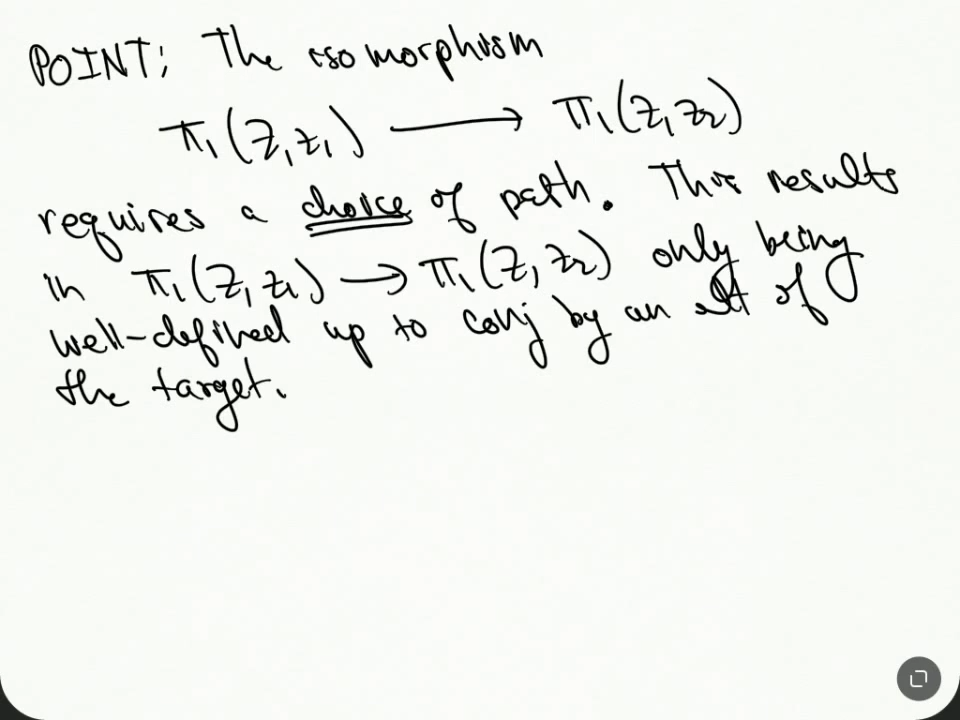 POINT: The isomorphism
π₁(Z,z₁) ⟶ π₁(Z,z₂)
requires a choice of path. This results
in π₁(Z,z₁) ⟶ π₁(Z,z₂) only being
well-defined up to conj by an elt of
the target.